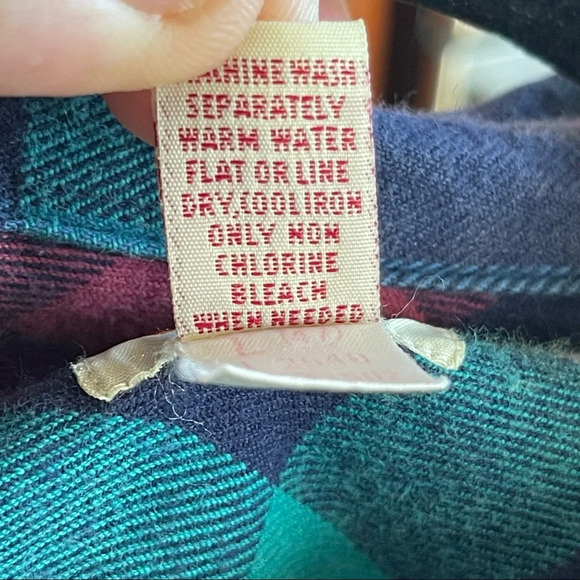 MACHINE WASH
SEPARATELY
WARM WATER
FLAT OR LINE
DRY, COOL IRON
ONLY NON
CHLORINE
BLEACH
WHEN NEEDED